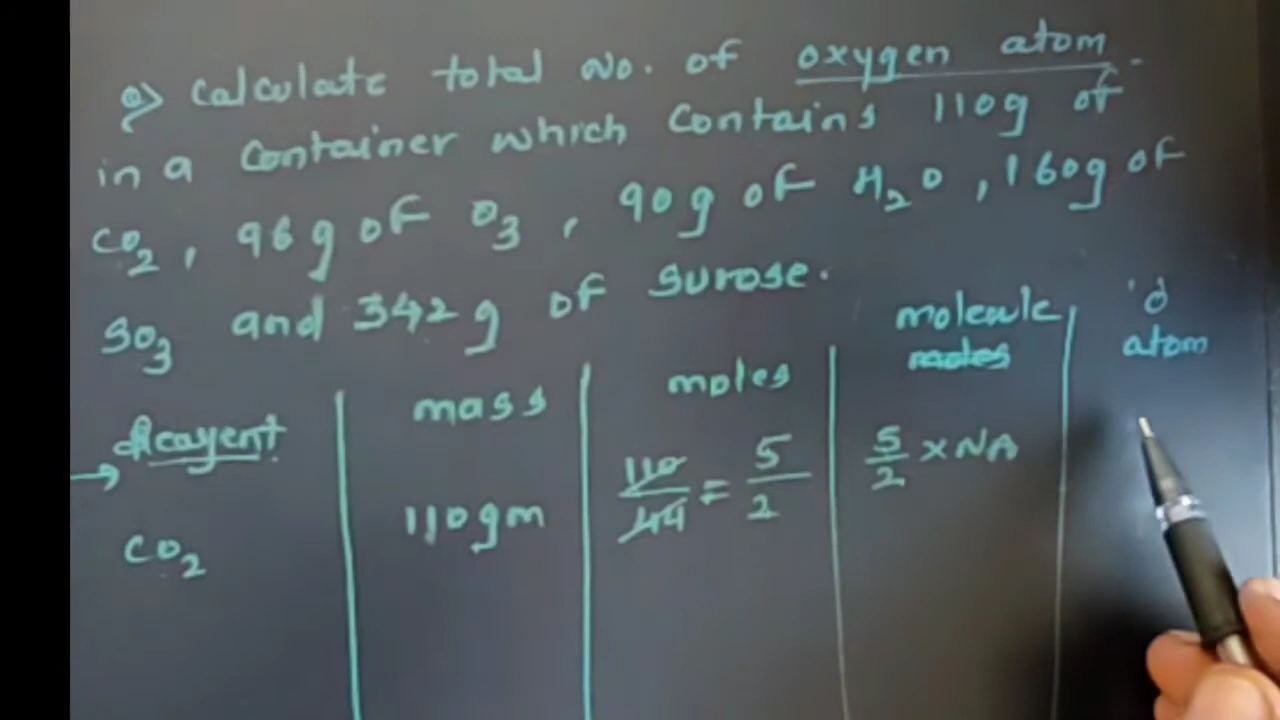 Q) Calculate total No. of oxygen atom.
in a container which contains 110g of
CO2, 96g of O3, 90g of H2O, 160g of
SO3 and 342g of surose.
Reagent mass moles molecule 'O'
moles atom
CO2 110gm 110/44 = 5/2 5/2 × NA